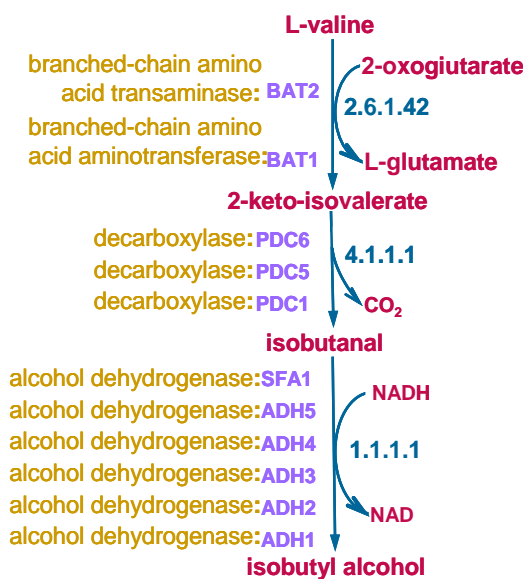 L-valine
branched-chain amino
acid transaminase: BAT2
2-oxogiutarate
2.6.1.42
branched-chain amino
acid aminotransferase:BAT1
L-glutamate
2-keto-isovalerate
decarboxylase:PDC6
decarboxylase:PDC5
decarboxylase:PDC1
4.1.1.1
CO₂
isobutanal
alcohol dehydrogenase:SFA1
alcohol dehydrogenase:ADH5
alcohol dehydrogenase:ADH4
alcohol dehydrogenase:ADH3
alcohol dehydrogenase:ADH2
alcohol dehydrogenase:ADH1
NADH
1.1.1.1
NAD
isobutyl alcohol